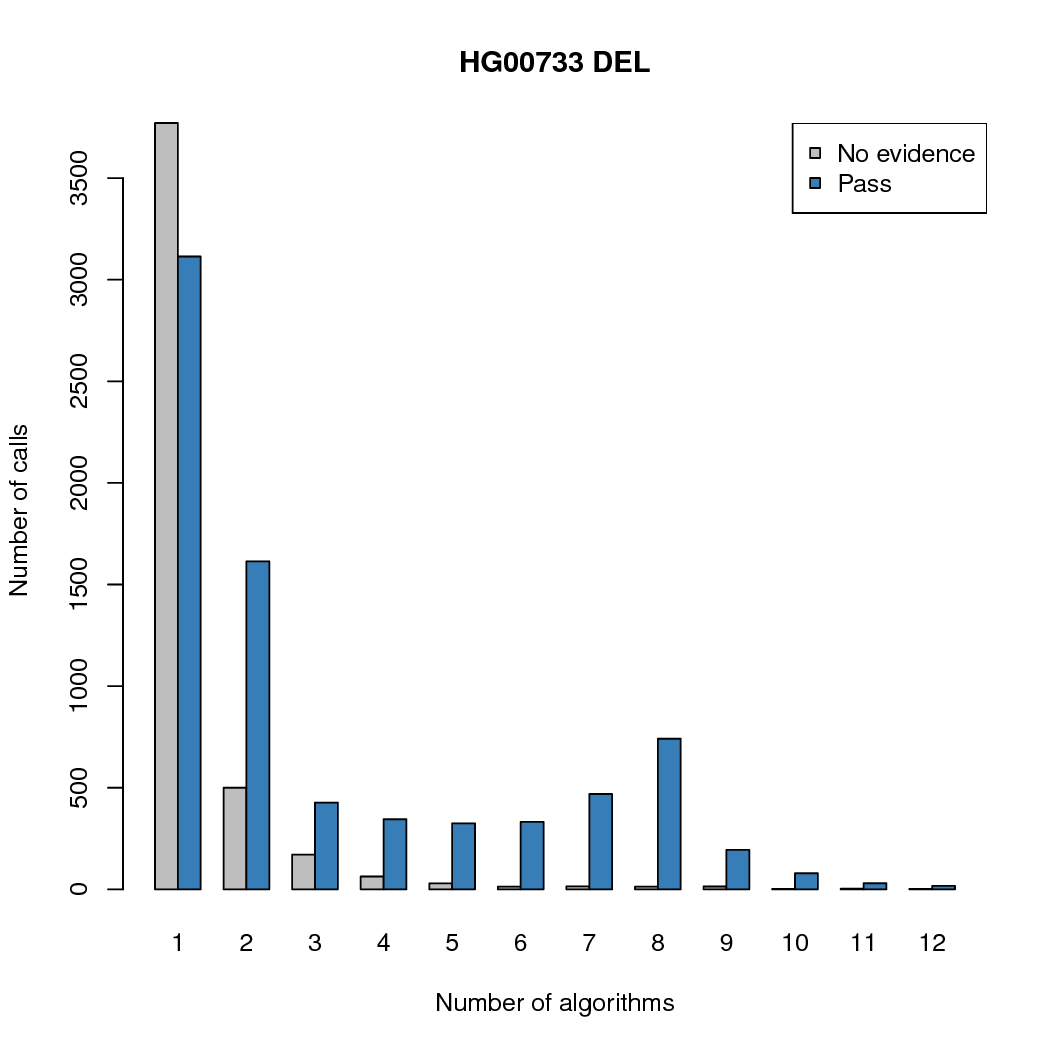 HG00733 DEL
No evidence
Pass
Number of calls
3500
3000
2500
2000
1500
1000
500
0
1 2 3 4 5 6 7 8 9 10 11 12
Number of algorithms